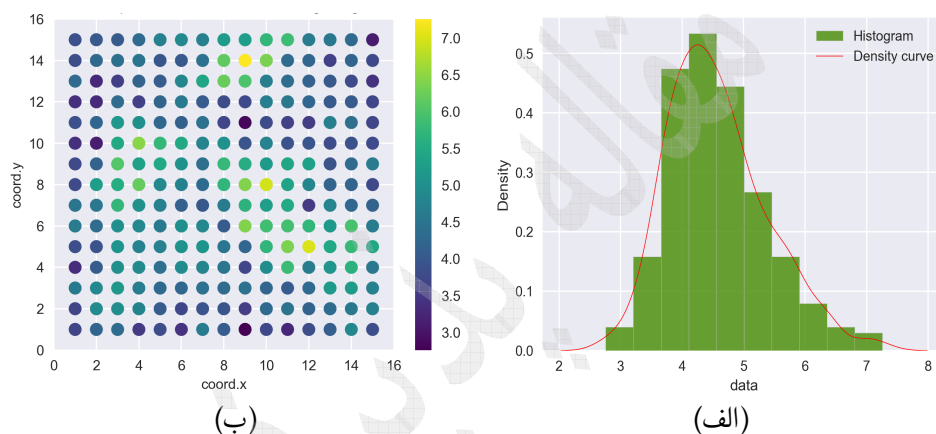 16
14
12
10
8
6
4
2
0
0 2 4 6 8 10 12 14 16
coord.y
coord.x
7.0
6.5
6.0
5.5
5.0
4.5
4.0
3.5
3.0
(ب)
0.5
0.4
0.3
0.2
0.1
0.0
2 3 4 5 6 7 8
Density
data
Histogram
Density curve
(الف)